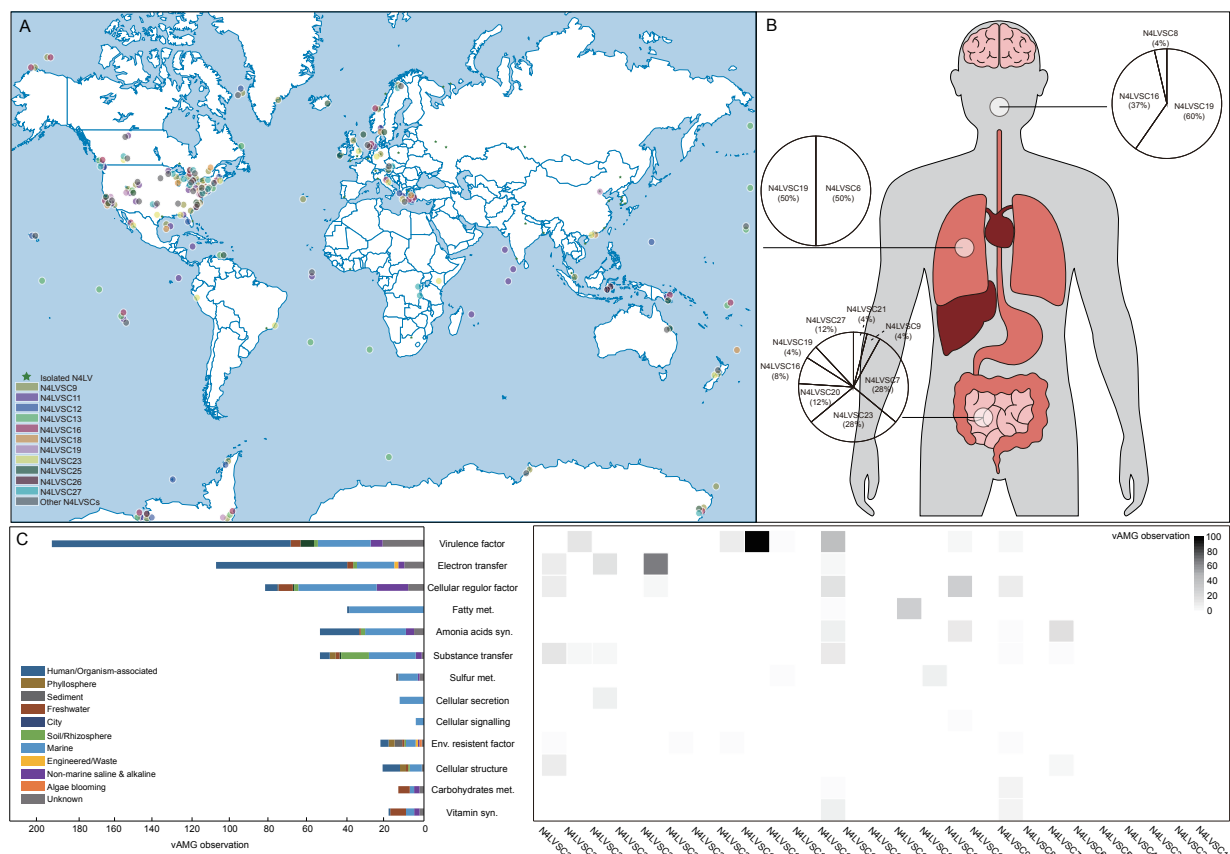 A
Isolated N4LV
N4LVSC9
N4LVSC11
N4LVSC12
N4LVSC13
N4LVSC16
N4LVSC18
N4LVSC19
N4LVSC23
N4LVSC25
N4LVSC26
N4LVSC27
Other N4LVSCs
B
N4LVSC8
(4%)
N4LVSC16
(37%)
N4LVSC19
(60%)
N4LVSC19
(50%)
N4LVSC6
(50%)
N4LVSC21
(4%)
N4LVSC27
(12%)
N4LVSC9
(4%)
N4LVSC19
(4%)
N4LVSC16
(8%)
N4LVSC7
(28%)
N4LVSC20
(12%)
N4LVSC23
(28%)
C
Virulence factor
Electron transfer
Cellular regulor factor
Fatty met.
Amonia acids syn.
Substance transfer
Sulfur met.
Cellular secretion
Cellular signalling
Env. resistent factor
Cellular structure
Carbohydrates met.
Vitamin syn.
Human/Organism-associated
Phyllosphere
Sediment
Freshwater
City
Soil/Rhizosphere
Marine
Engineered/Waste
Non-marine saline & alkaline
Algae blooming
Unknown
200 160 140 120 100 80 60 40 20 0
vAMG observation
vAMG observation
100
80
60
40
20
0